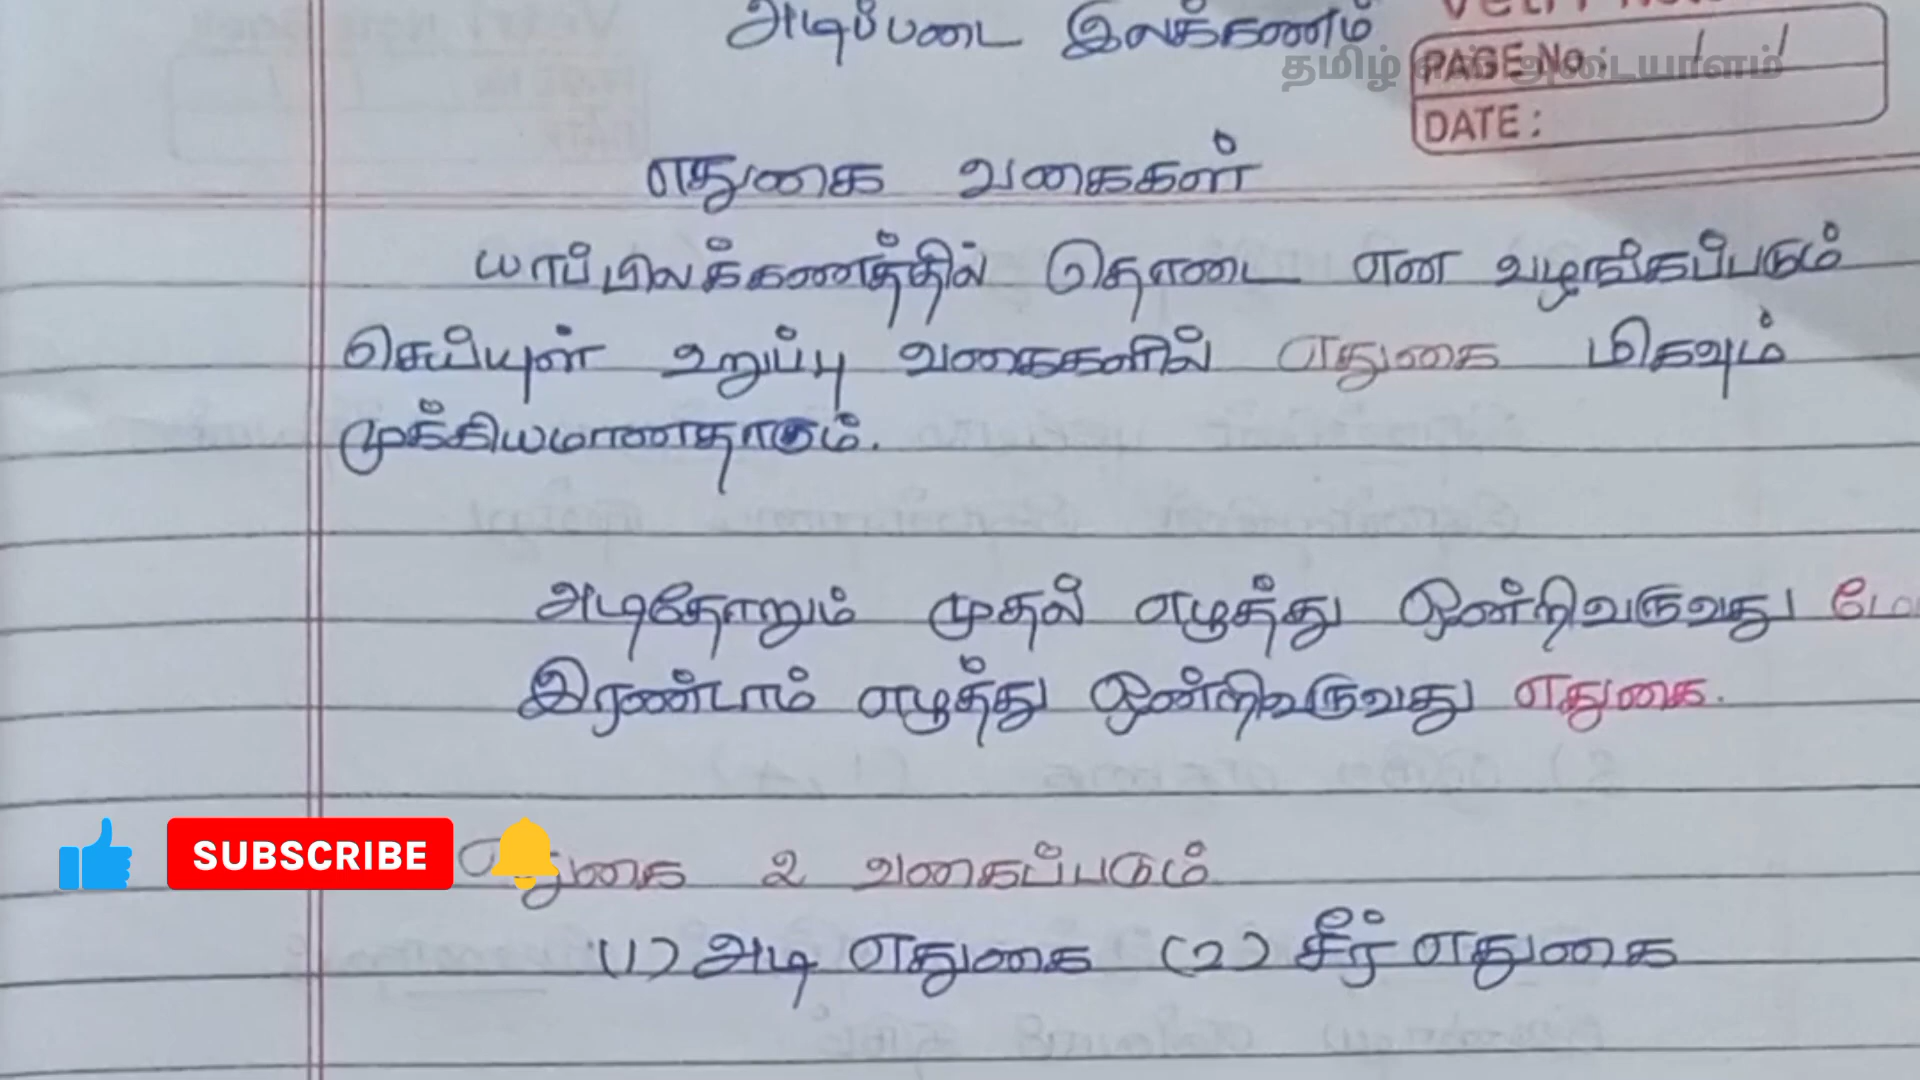 அடிப்படை இலக்கணம்
தமிழ் என் அடையாளம்
PAGE No:
DATE:
எதுகை வகைகள்
யாப்பிலக்கணத்தில் தொடை என வழங்கப்படும்
செய்யுள் உறுப்பு வகைகளில் எதுகை மிகவும்
முக்கியமானதாகும்.
அடிதோறும் முதல் எழுத்து ஒன்றிவருவது
இரண்டாம் எழுத்து ஒன்றிவருவது எதுகை.
SUBSCRIBE
எதுகை 2 வகைப்படும்
(1) அடி எதுகை (2) சீர் எதுகை